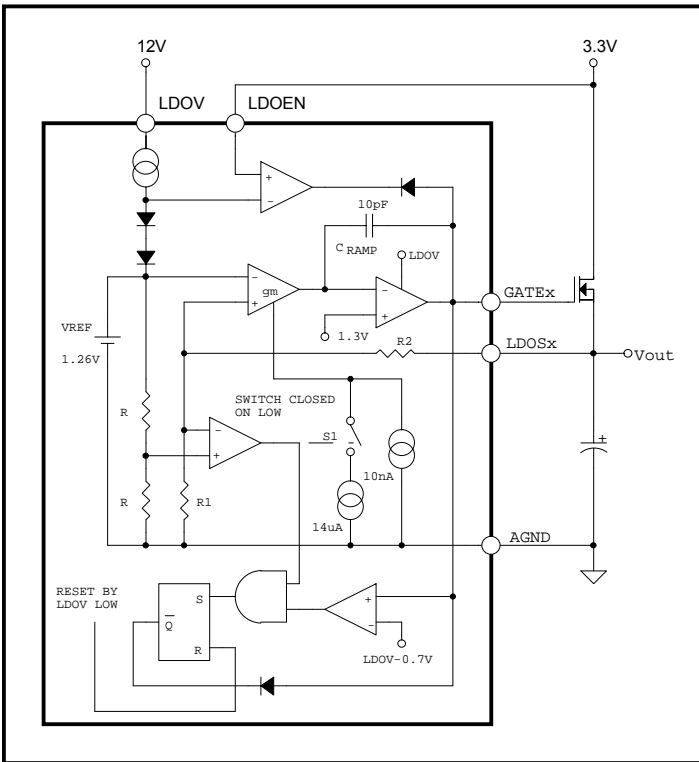 12V
3.3V
LDOV
LDOEN
+
−
10pF
C RAMP
LDOV
−
gm
+
−
+
GATEx
1.3V
VREF
1.26V
R2
LDOSx
Vout
SWITCH CLOSED
ON LOW
R
−
+
S1
10nA
+
R
R1
14uA
AGND
RESET BY
LDOV LOW
S
Q
R
+
−
LDOV-0.7V